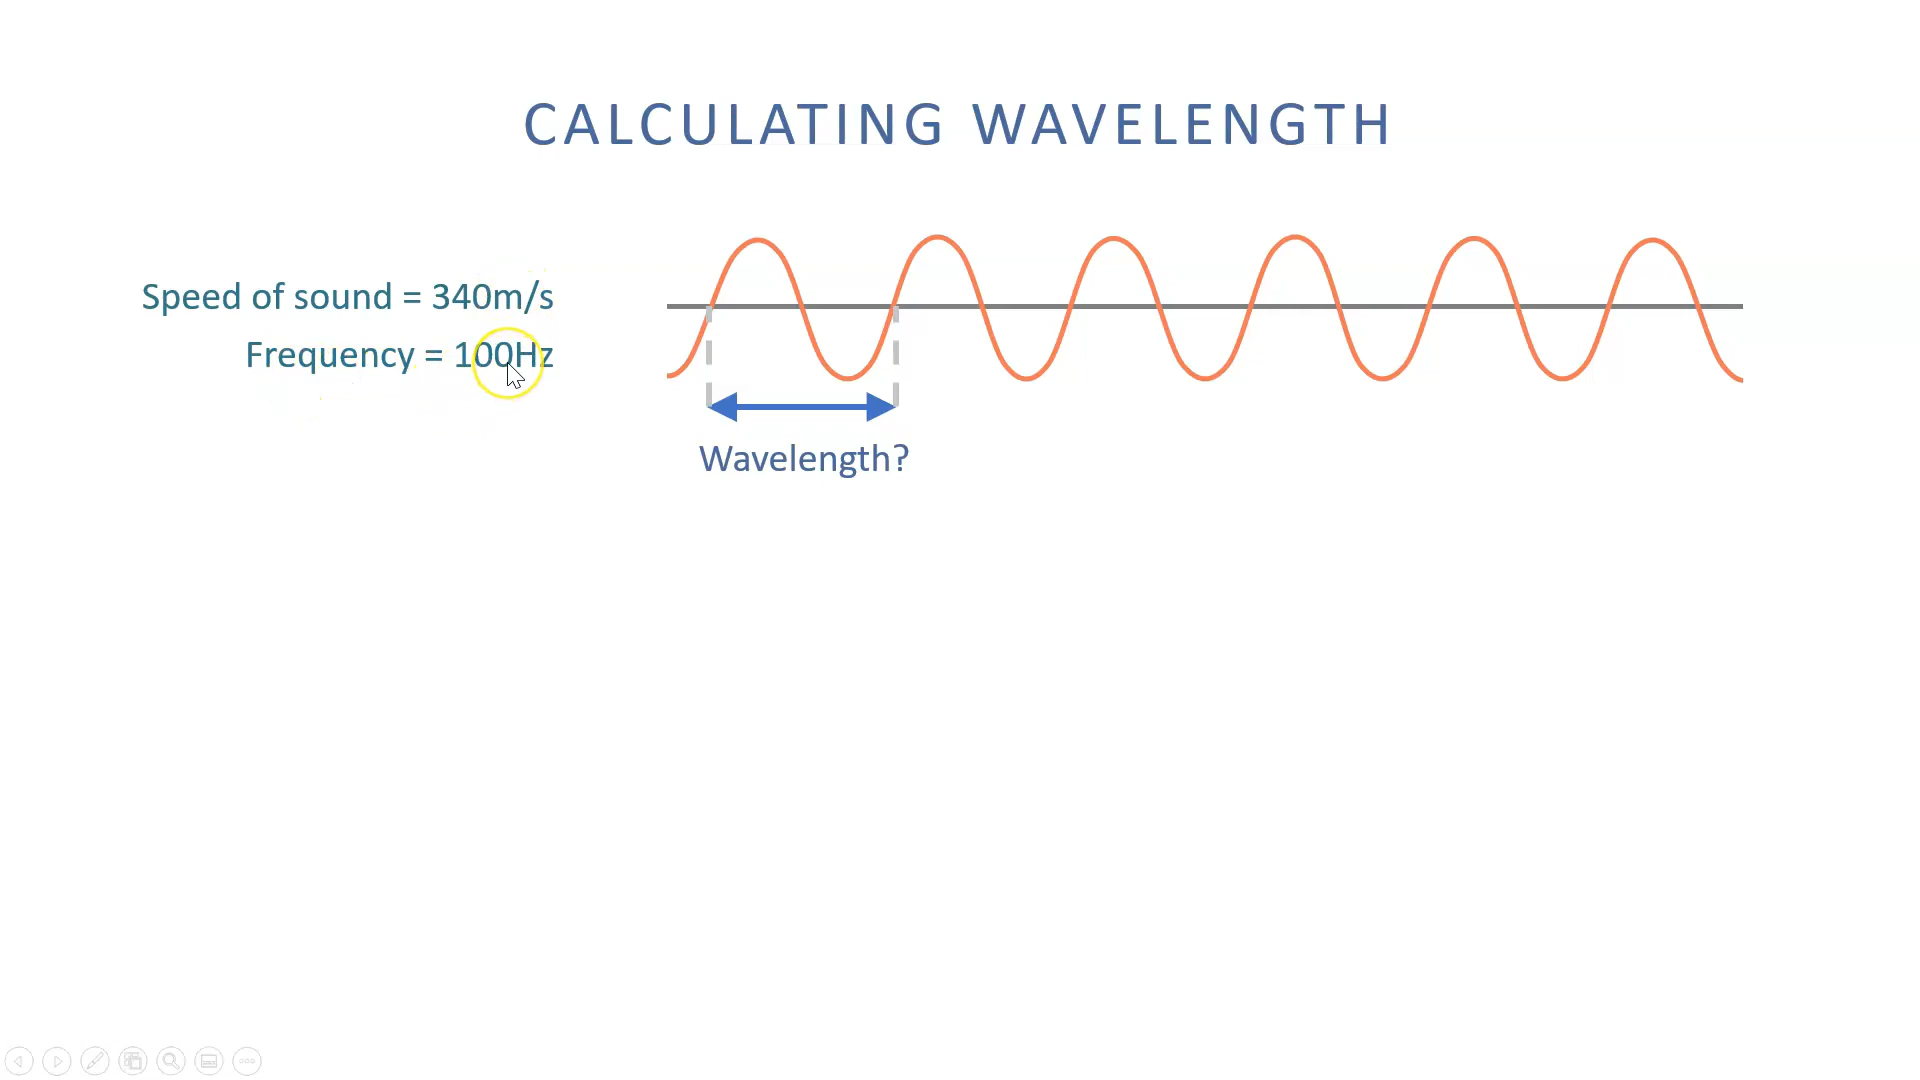 CALCULATING WAVELENGTH
Speed of sound = 340m/s
Frequency = 100Hz
Wavelength?